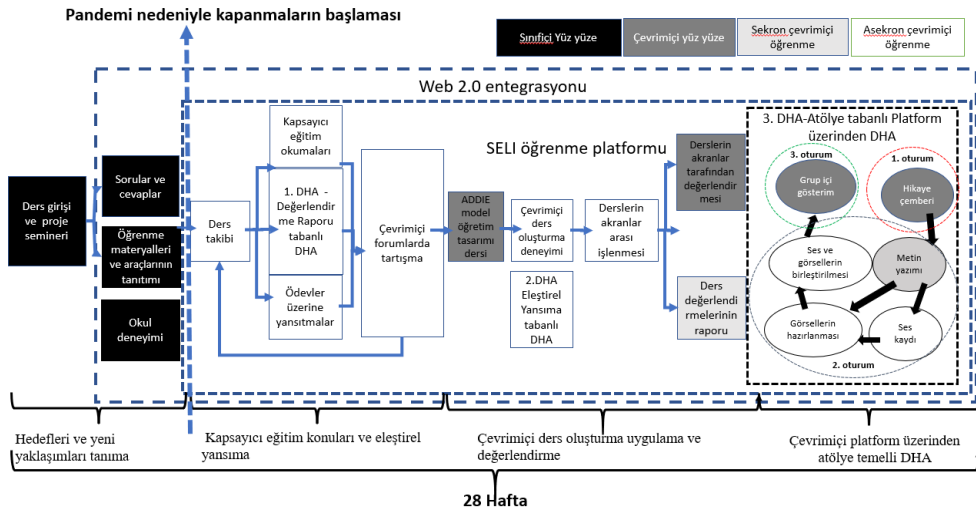 Pandemi nedeniyle kapanmaların başlaması
Sınıfiçi Yüz yüze
Çevrimiçi yüz yüze
Sekron çevrimiçi
öğrenme
Asekron çevrimiçi
öğrenme
Web 2.0 entegrasyonu
SELI öğrenme platformu
Ders girişi
ve proje
semineri
Sorular ve
cevaplar
Öğrenme
materyalleri
ve araçlarının
tanıtımı
Okul
deneyimi
Ders
takibi
Kapsayıcı
eğitim
okumaları
1. DHA -
Değerlendir
me Raporu
tabanlı
DHA
Ödevler
üzerine
yansıtmalar
Çevrimiçi
forumlarda
tartışma
ADDIE
model
öğretim
tasarımı
dersi
Çevrimiçi
ders
oluşturma
deneyimi
2.DHA
Eleştirel
Yansıma
tabanlı
DHA
Derslerin
akranlar
arası
işlenmesi
Derslerin
akranlar
tarafından
değerlendir
mesi
Ders
değerlendi
rmelerinin
raporu
3. DHA-Atölye tabanlı Platform
üzerinden DHA
3. oturum
Grup içi
gösterim
1. oturum
Hikaye
çemberi
Ses ve
görsellerin
birleştirilmesi
Metin
yazımı
Görsellerin
hazırlanması
Ses
kaydı
2. oturum
Hedefleri ve yeni
yaklaşımları tanıma
Kapsayıcı eğitim konuları ve eleştirel
yansıma
Çevrimiçi ders oluşturma uygulama ve
değerlendirme
Çevrimiçi platform üzerinden
atölye temelli DHA
28 Hafta